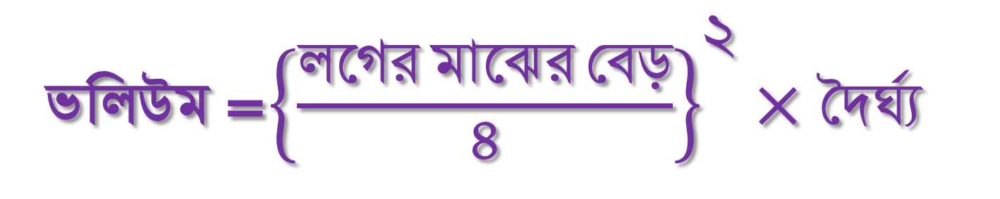 ভলিউম = {লগের মাঝের বেড় / ৪}^২ × দৈর্ঘ্য